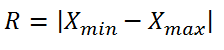 R = |X_min − X_max|